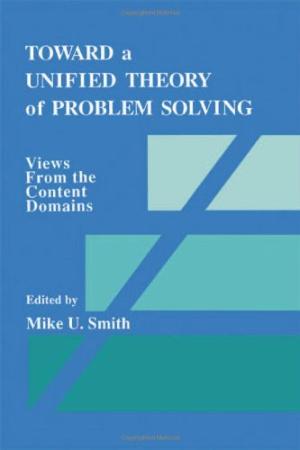 TOWARD a
UNIFIED THEORY
of PROBLEM SOLVING
Views
From the
Content
Domains
Edited by
Mike U. Smith